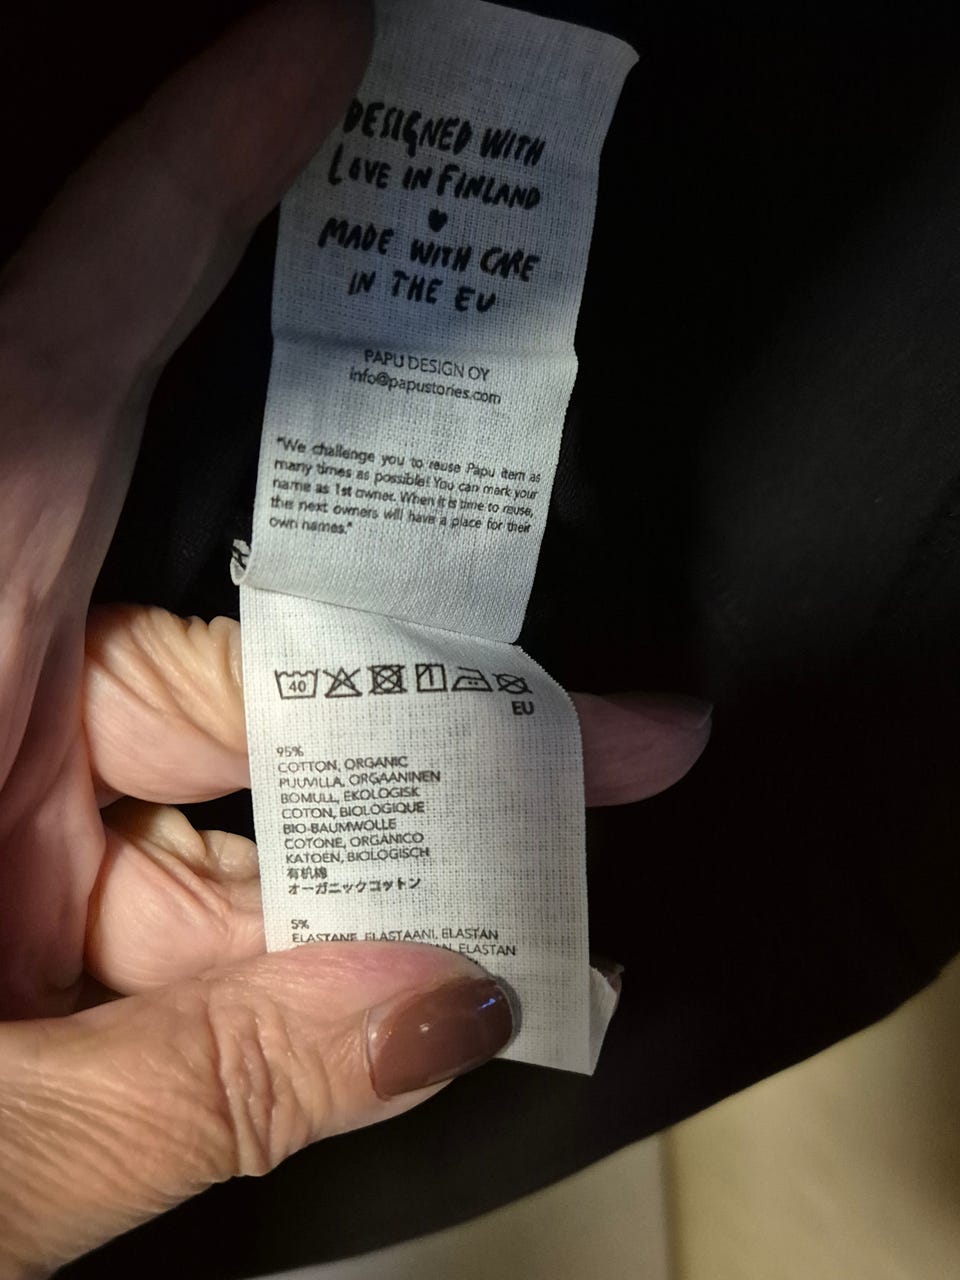 DESIGNED WITH
LOVE IN FINLAND
MADE WITH CARE
IN THE EU
PAPU DESIGN OY
info@papustories.com
"We challenge you to reuse Papu item as
many times as possible! You can mark your
name as 1st owner. When it is time to reuse,
the next owners will have a place for their
own names."
40
EU
95%
COTTON, ORGANIC
PUUVILLA, ORGAANINEN
BOMULL, EKOLOGISK
COTON, BIOLOGIQUE
BIO-BAUMWOLLE
COTONE, ORGANICO
KATOEN, BIOLOGISCH
有机棉
オーガニックコットン
5%
ELASTANE, ELASTAANI, ELASTAN
ELASTAN